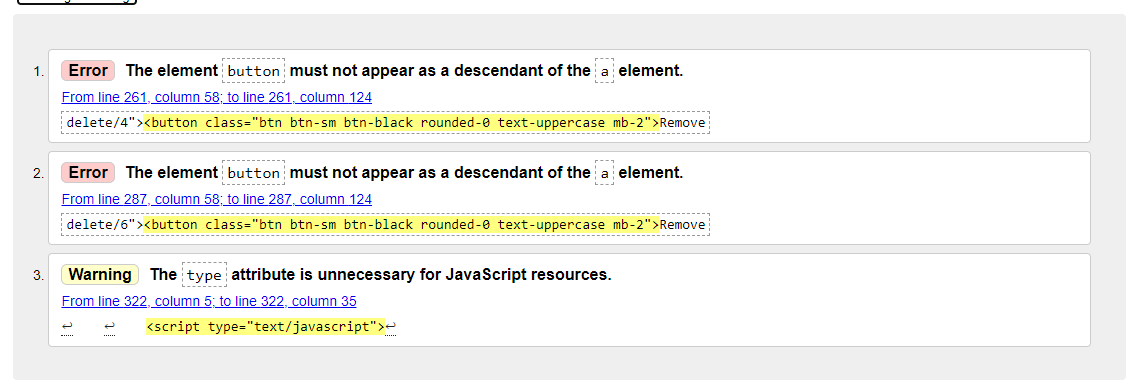 1. Error The element button must not appear as a descendant of the a element.
From line 261, column 58; to line 261, column 124
delete/4"><button class="btn btn-sm btn-black rounded-0 text-uppercase mb-2">Remove
2. Error The element button must not appear as a descendant of the a element.
From line 287, column 58; to line 287, column 124
delete/6"><button class="btn btn-sm btn-black rounded-0 text-uppercase mb-2">Remove
3. Warning The type attribute is unnecessary for JavaScript resources.
From line 322, column 5; to line 322, column 35
↩ ↩ <script type="text/javascript">↩